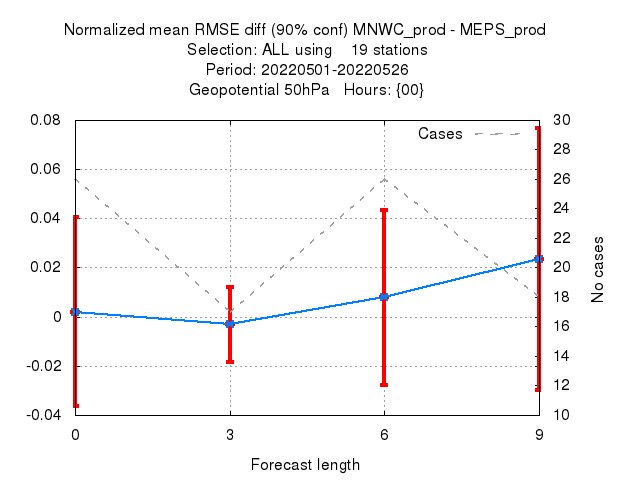 Normalized mean RMSE diff (90% conf) MNWC_prod - MEPS_prod
Selection: ALL using    19 stations
Period: 20220501-20220526
Geopotential 50hPa   Hours: {00}
Cases
0.08
0.06
0.04
0.02
0
-0.02
-0.04
30
28
26
24
22
20
18
16
14
12
10
No cases
0 3 6 9
Forecast length